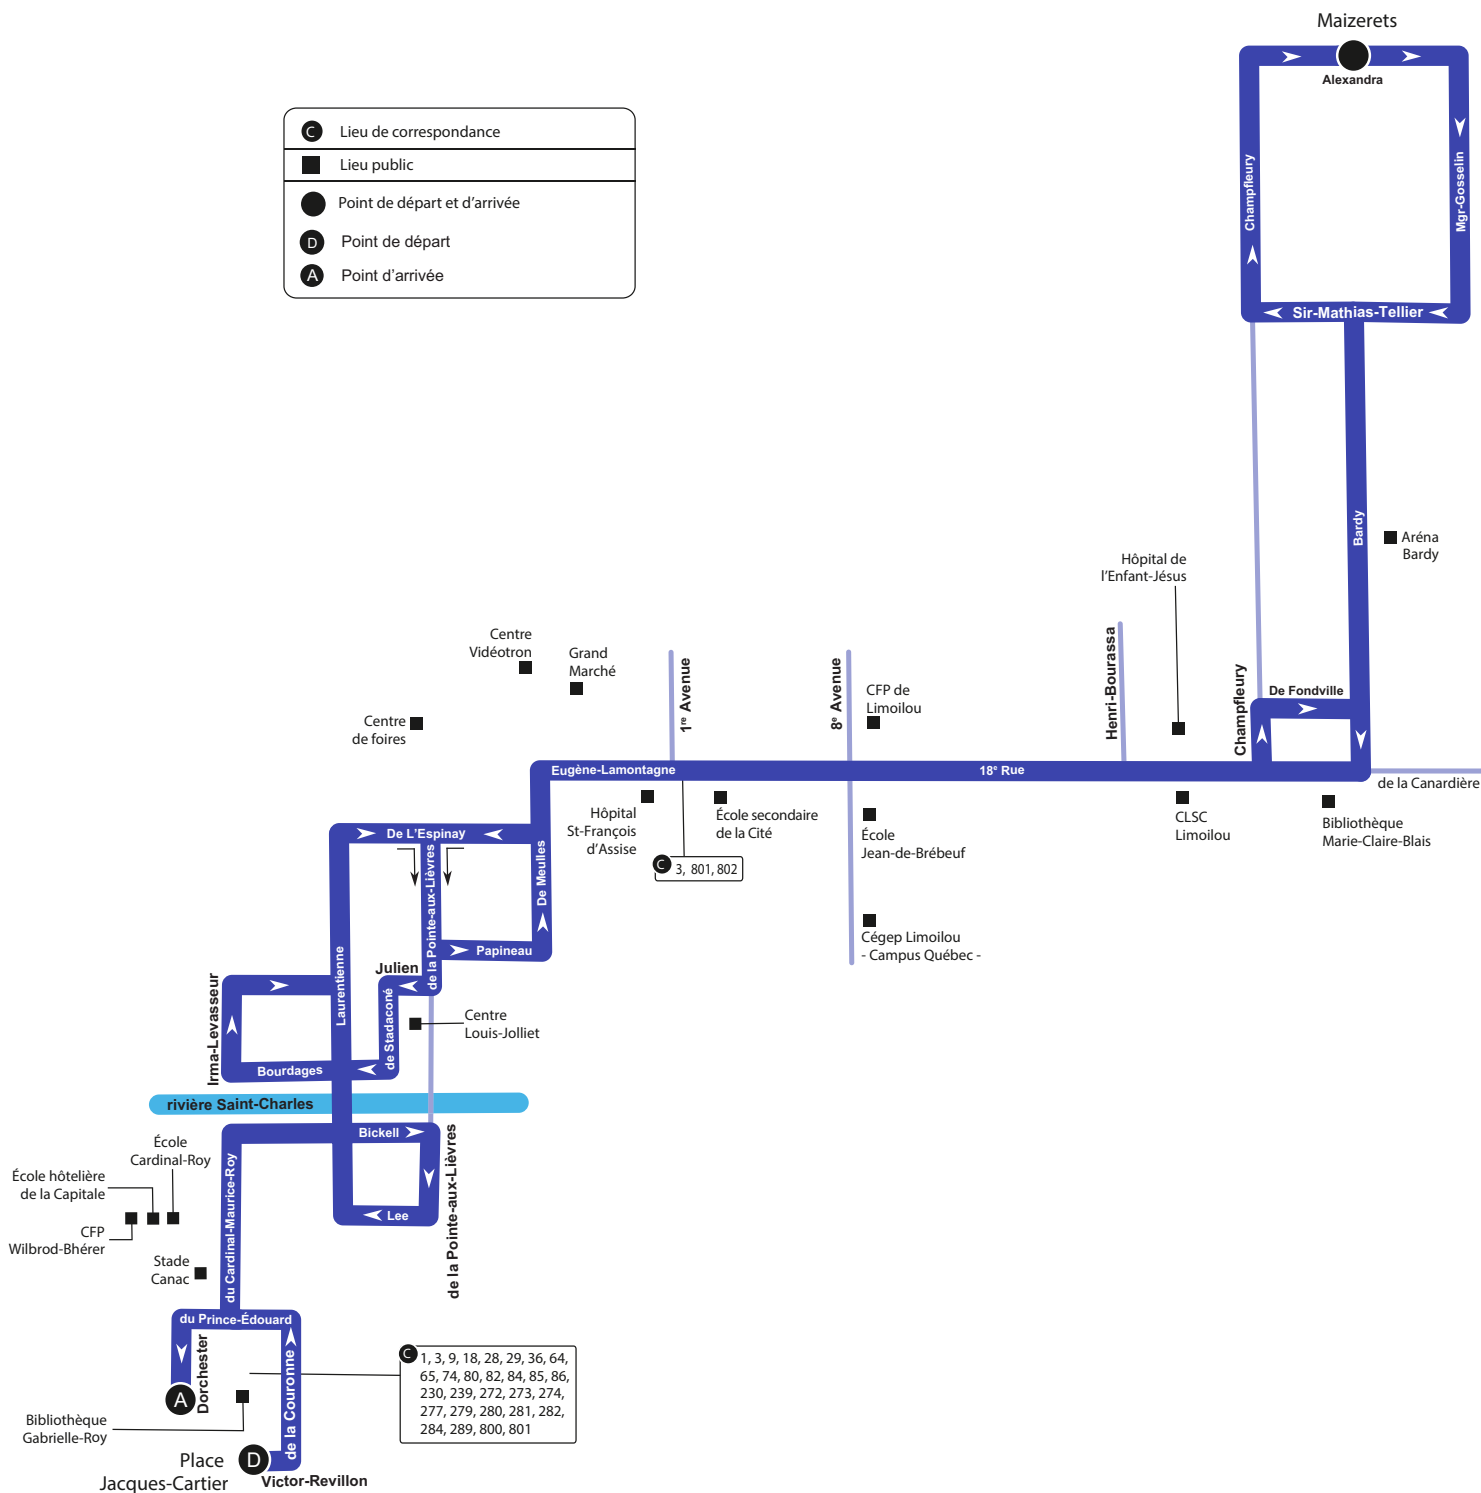 Maizerets
Alexandra
C Lieu de correspondance
Lieu public
Point de départ et d'arrivée
D Point de départ
A Point d'arrivée
Champfleury
Mgr-Gosselin
Sir-Mathias-Tellier
Bardy
Aréna
Bardy
Hôpital de
l'Enfant-Jésus
Centre
Vidéotron
Grand
Marché
Centre
de foires
1re Avenue
8e Avenue
CFP de
Limoilou
Henri-Bourassa
Champfleury
De Fondville
Eugène-Lamontagne
18e Rue
de la Canardière
Hôpital
St-François
d'Assise
École secondaire
de la Cité
École
Jean-de-Brébeuf
CLSC
Limoilou
Bibliothèque
Marie-Claire-Blais
C 3, 801, 802
De L'Espinay
de la Pointe-aux-Lièvres
De Meulles
Papineau
Cégep Limoilou
- Campus Québec -
Laurentienne
Julien
de Stadaconé
Irma-Levasseur
Centre
Louis-Jolliet
Bourdages
rivière Saint-Charles
Bickell
École
Cardinal-Roy
École hôtelière
de la Capitale
CFP
Wilbrod-Bhérer
du Cardinal-Maurice-Roy
Lee
de la Pointe-aux-Lièvres
Stade
Canac
du Prince-Édouard
Dorchester
de la Couronne
C 1, 3, 9, 18, 28, 29, 36, 64,
65, 74, 80, 82, 84, 85, 86,
230, 239, 272, 273, 274,
277, 279, 280, 281, 282,
284, 289, 800, 801
A
Bibliothèque
Gabrielle-Roy
Place
Jacques-Cartier
D
Victor-Revillon